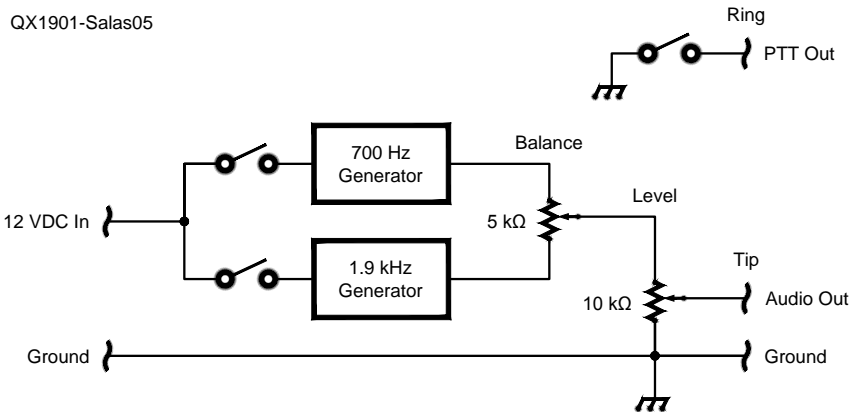 QX1901-Salas05
Ring
PTT Out
700 Hz
Generator
Balance
5 kΩ
Level
12 VDC In
1.9 kHz
Generator
10 kΩ
Tip
Audio Out
Ground
Ground